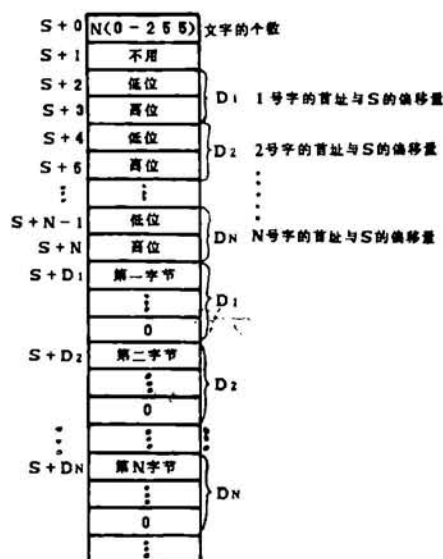 S+0 N(0-255) 文字的个数
S+1 不用
S+2 低位 D1 1号字的首址与S的偏移量
S+3 高位
S+4 低位 D2 2号字的首址与S的偏移量
S+5 高位
S+N-1 低位 DN N号字的首址与S的偏移量
S+N 高位
S+D1 第一字节 D1
0
S+D2 第二字节 D2
0
S+DN 第N字节 DN
0